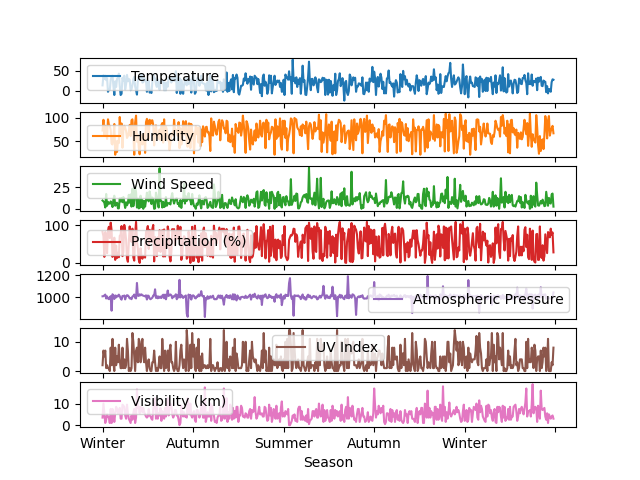 50
0
Temperature
100
50
Humidity
25
0
Wind Speed
100
0
Precipitation (%)
1200
1000
Atmospheric Pressure
10
0
UV Index
10
0
Visibility (km)
Winter Autumn Summer Autumn Winter
Season